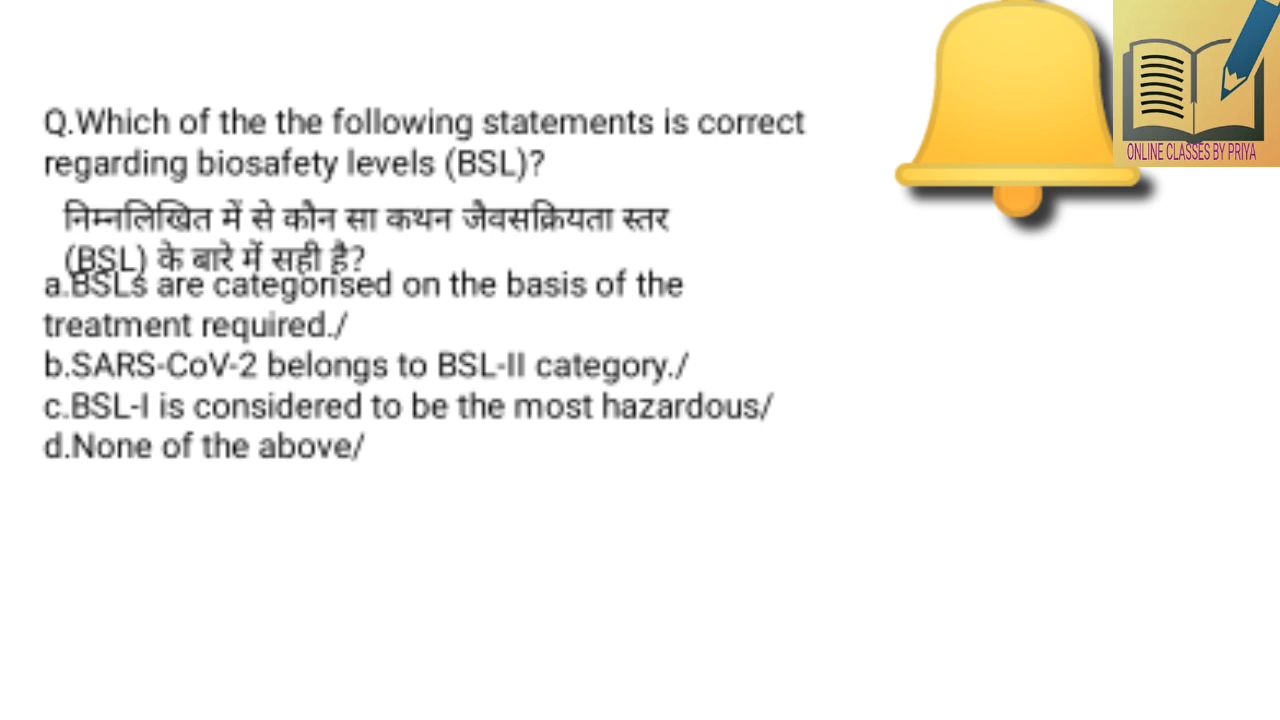 Q.Which of the the following statements is correct
regarding biosafety levels (BSL)?
निम्नलिखित में से कौन सा कथन जैवसक्रियता स्तर
(BSL) के बारे में सही है?
a.BSLs are categorised on the basis of the
treatment required./
b.SARS-CoV-2 belongs to BSL-II category./
c.BSL-I is considered to be the most hazardous/
d.None of the above/
ONLINE CLASSES BY PRIYA